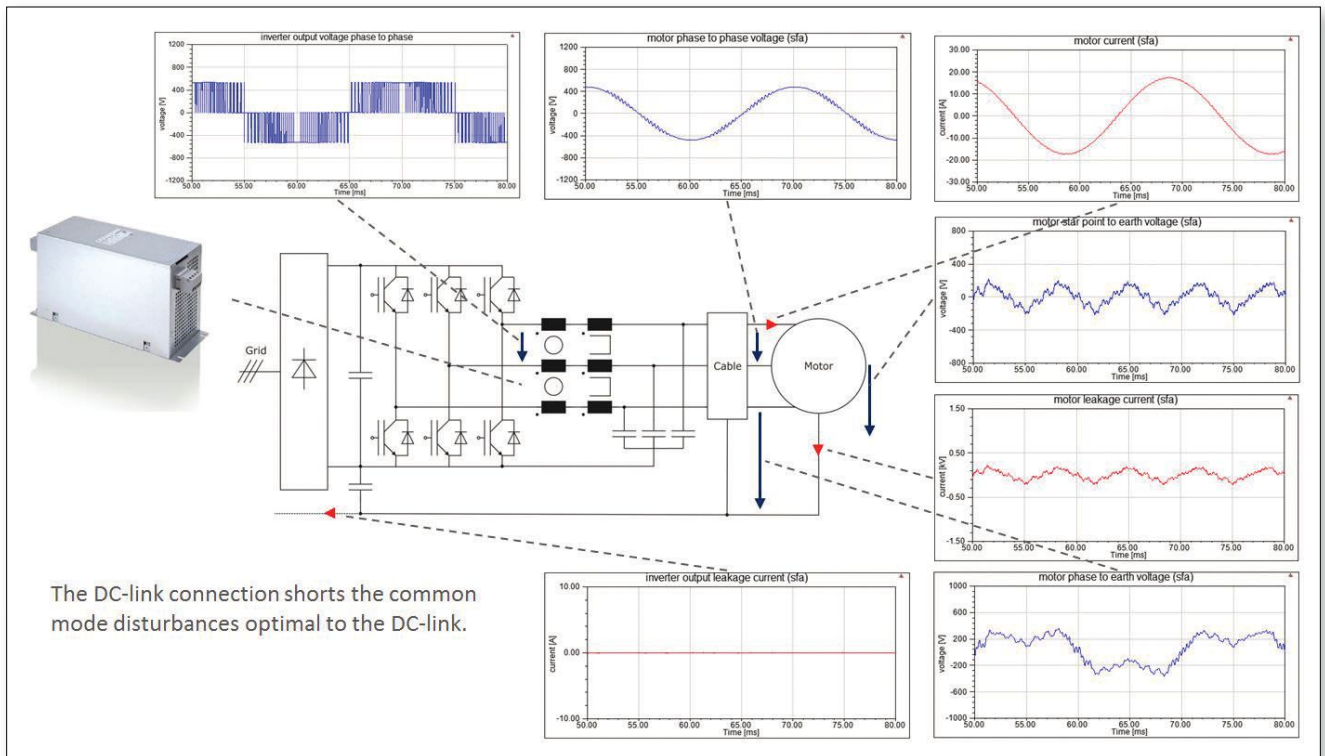 inverter output voltage phase to phase
1200
800
400
0
-400
-800
-1200
voltage [V]
50.00 55.00 60.00 65.00 70.00 75.00 80.00
Time [ms]
motor phase to phase voltage (sfa)
1200
800
400
0
-400
-800
-1200
voltage [V]
50.00 55.00 60.00 65.00 70.00 75.00 80.00
Time [ms]
motor current (sfa)
30.00
20.00
10.00
0.00
-10.00
-20.00
-30.00
current [A]
50.00 55.00 60.00 65.00 70.00 75.00 80.00
Time [ms]
motor star point to earth voltage (sfa)
800
400
0
-400
-800
voltage [V]
50.00 55.00 60.00 65.00 70.00 75.00 80.00
Time [ms]
Grid
Cable
Motor
motor leakage current (sfa)
1.50
0.50
-0.50
-1.50
current [kV]
50.00 55.00 60.00 65.00 70.00 75.00 80.00
Time [ms]
The DC-link connection shorts the common
mode disturbances optimal to the DC-link.
inverter output leakage current (sfa)
10.00
0.00
-10.00
current [A]
50.00 55.00 60.00 65.00 70.00 75.00 80.00
Time [ms]
motor phase to earth voltage (sfa)
1000
600
200
-200
-600
-1000
voltage [V]
50.00 55.00 60.00 65.00 70.00 75.00 80.00
Time [ms]